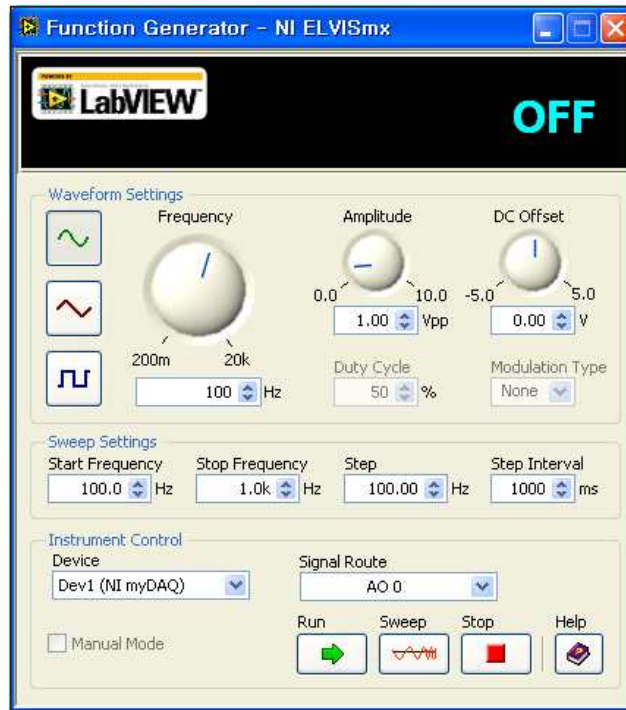 Function Generator - NI ELVISmx
LabVIEW
OFF
Waveform Settings
Frequency
Amplitude
DC Offset
0.0 10.0
-5.0 5.0
1.00 Vpp
0.00 V
200m 20k
Duty Cycle
Modulation Type
100 Hz
50 %
None
Sweep Settings
Start Frequency
Stop Frequency
Step
Step Interval
100.0 Hz
1.0k Hz
100.00 Hz
1000 ms
Instrument Control
Device
Signal Route
Dev1 (NI myDAQ)
AO 0
Run
Sweep
Stop
Help
Manual Mode